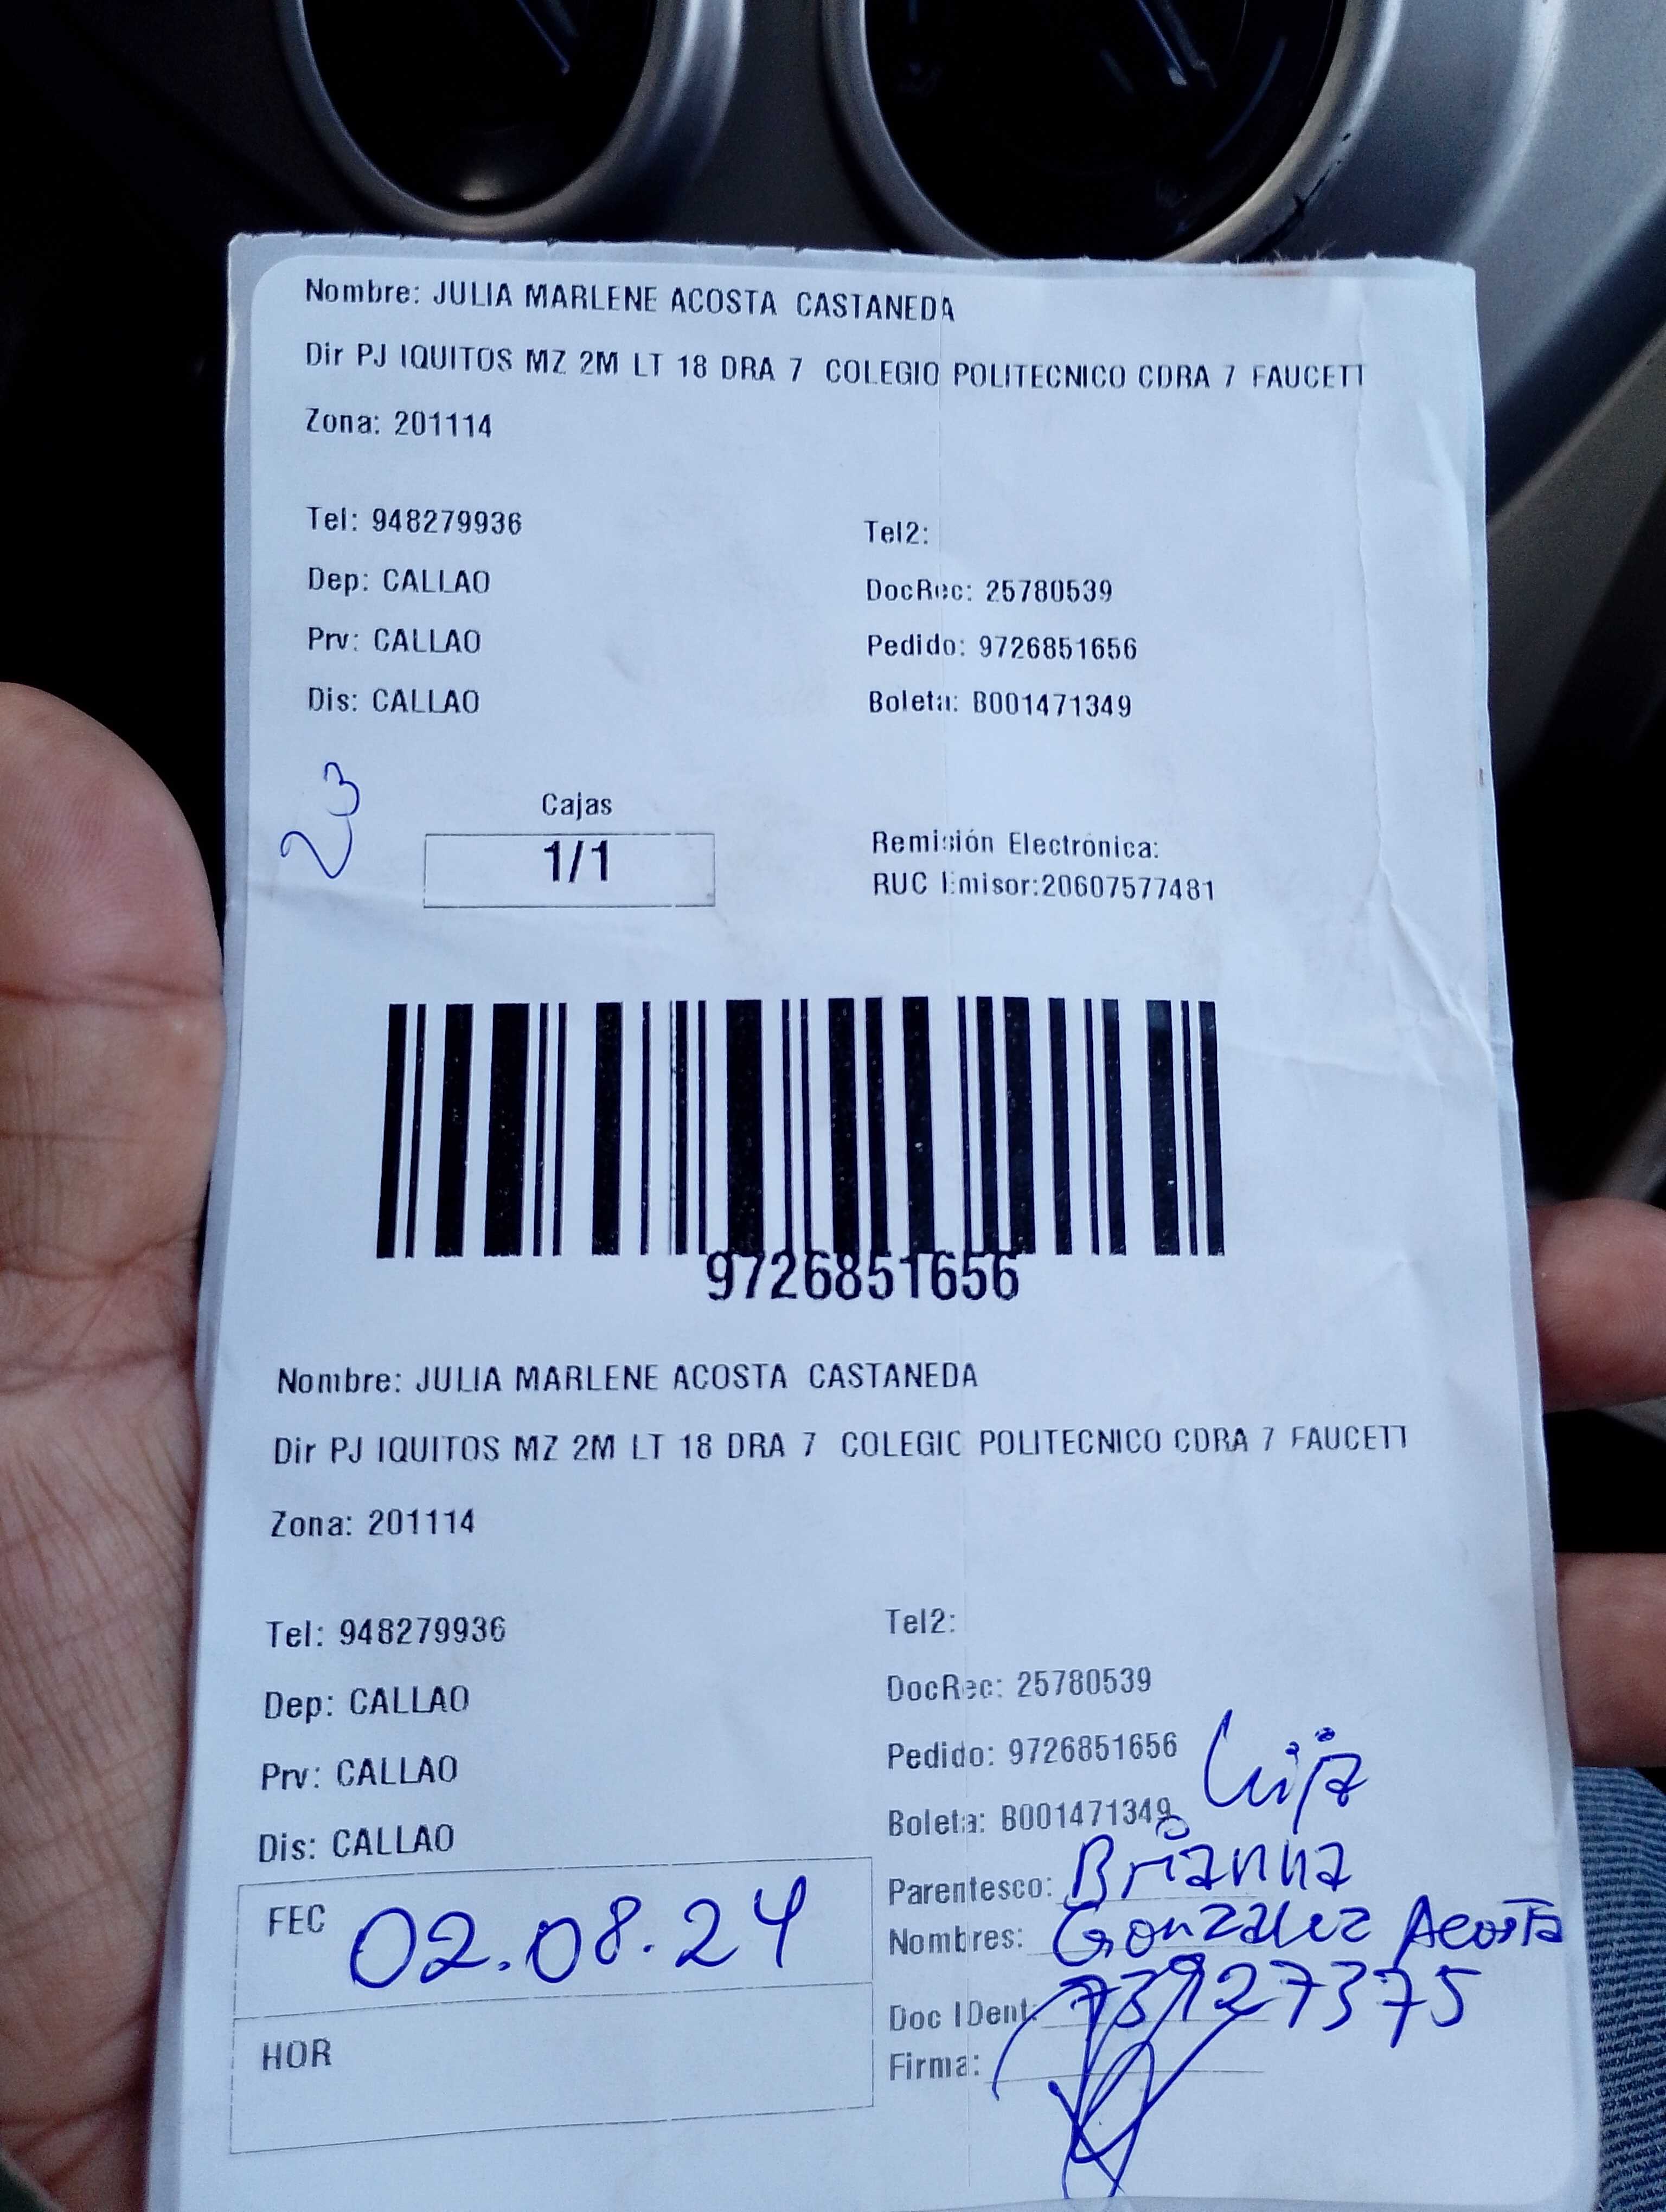 Nombre: JULIA MARLENE ACOSTA CASTANEDA
Dir PJ IQUITOS MZ 2M LT 18 DRA 7 COLEGIO POLITECNICO CDRA 7 FAUCETT
Zona: 201114
Tel: 948279936
Tel2:
Dep: CALLAO
DocRec: 25780539
Prv: CALLAO
Pedido: 9726851656
Dis: CALLAO
Boleta: B001471349
23
Cajas
1/1
Remisión Electrónica:
RUC Emisor:20607577481
9726851656
Nombre: JULIA MARLENE ACOSTA CASTANEDA
Dir PJ IQUITOS MZ 2M LT 18 DRA 7 COLEGIO POLITECNICO CDRA 7 FAUCETT
Zona: 201114
Tel: 948279936
Tel2:
Dep: CALLAO
DocRec: 25780539
Prv: CALLAO
Pedido: 9726851656
Dis: CALLAO
Boleta: B001471349
hija
FEC 02.08.24
Parentesco: Brianna
Nombres: Gonzalez Acosta
Doc IDent: 73927375
HOR
Firma: